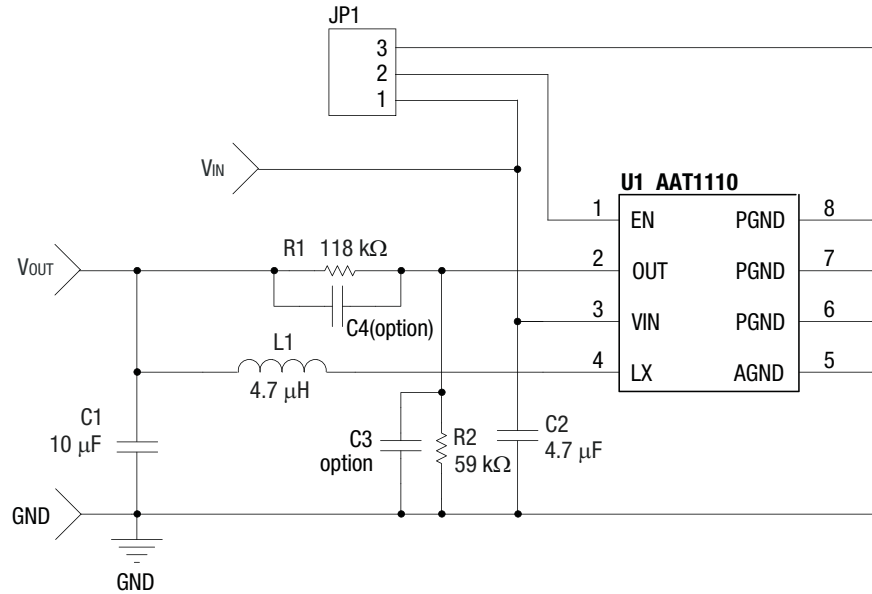 JP1
3
2
1
VIN
U1 AAT1110
1 EN PGND 8
R1 118 kΩ
VOUT
2 OUT PGND 7
C4(option)
3 VIN PGND 6
L1
4.7 μH
4 LX AGND 5
C1
10 μF
C3
option
R2
59 kΩ
C2
4.7 μF
GND
GND